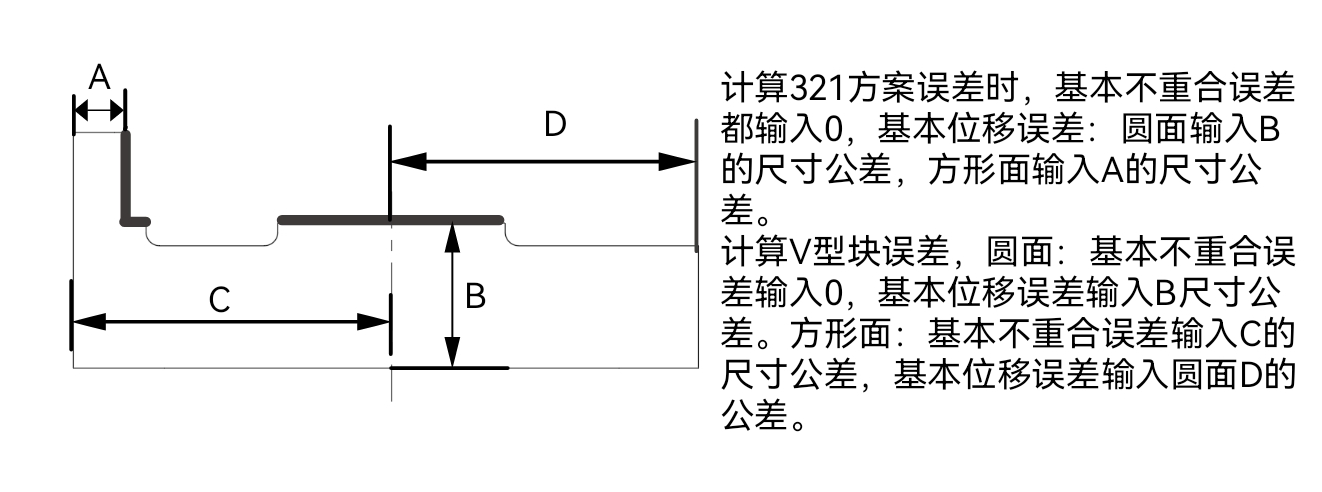 A
D
C
B
计算321方案误差时，基本不重合误差
都输入0，基本位移误差：圆面输入B
的尺寸公差，方形面输入A的尺寸公
差。
计算V型块误差，圆面：基本不重合误
差输入0，基本位移误差输入B尺寸公
差。方形面：基本不重合误差输入C的
尺寸公差，基本位移误差输入圆面D的
公差。